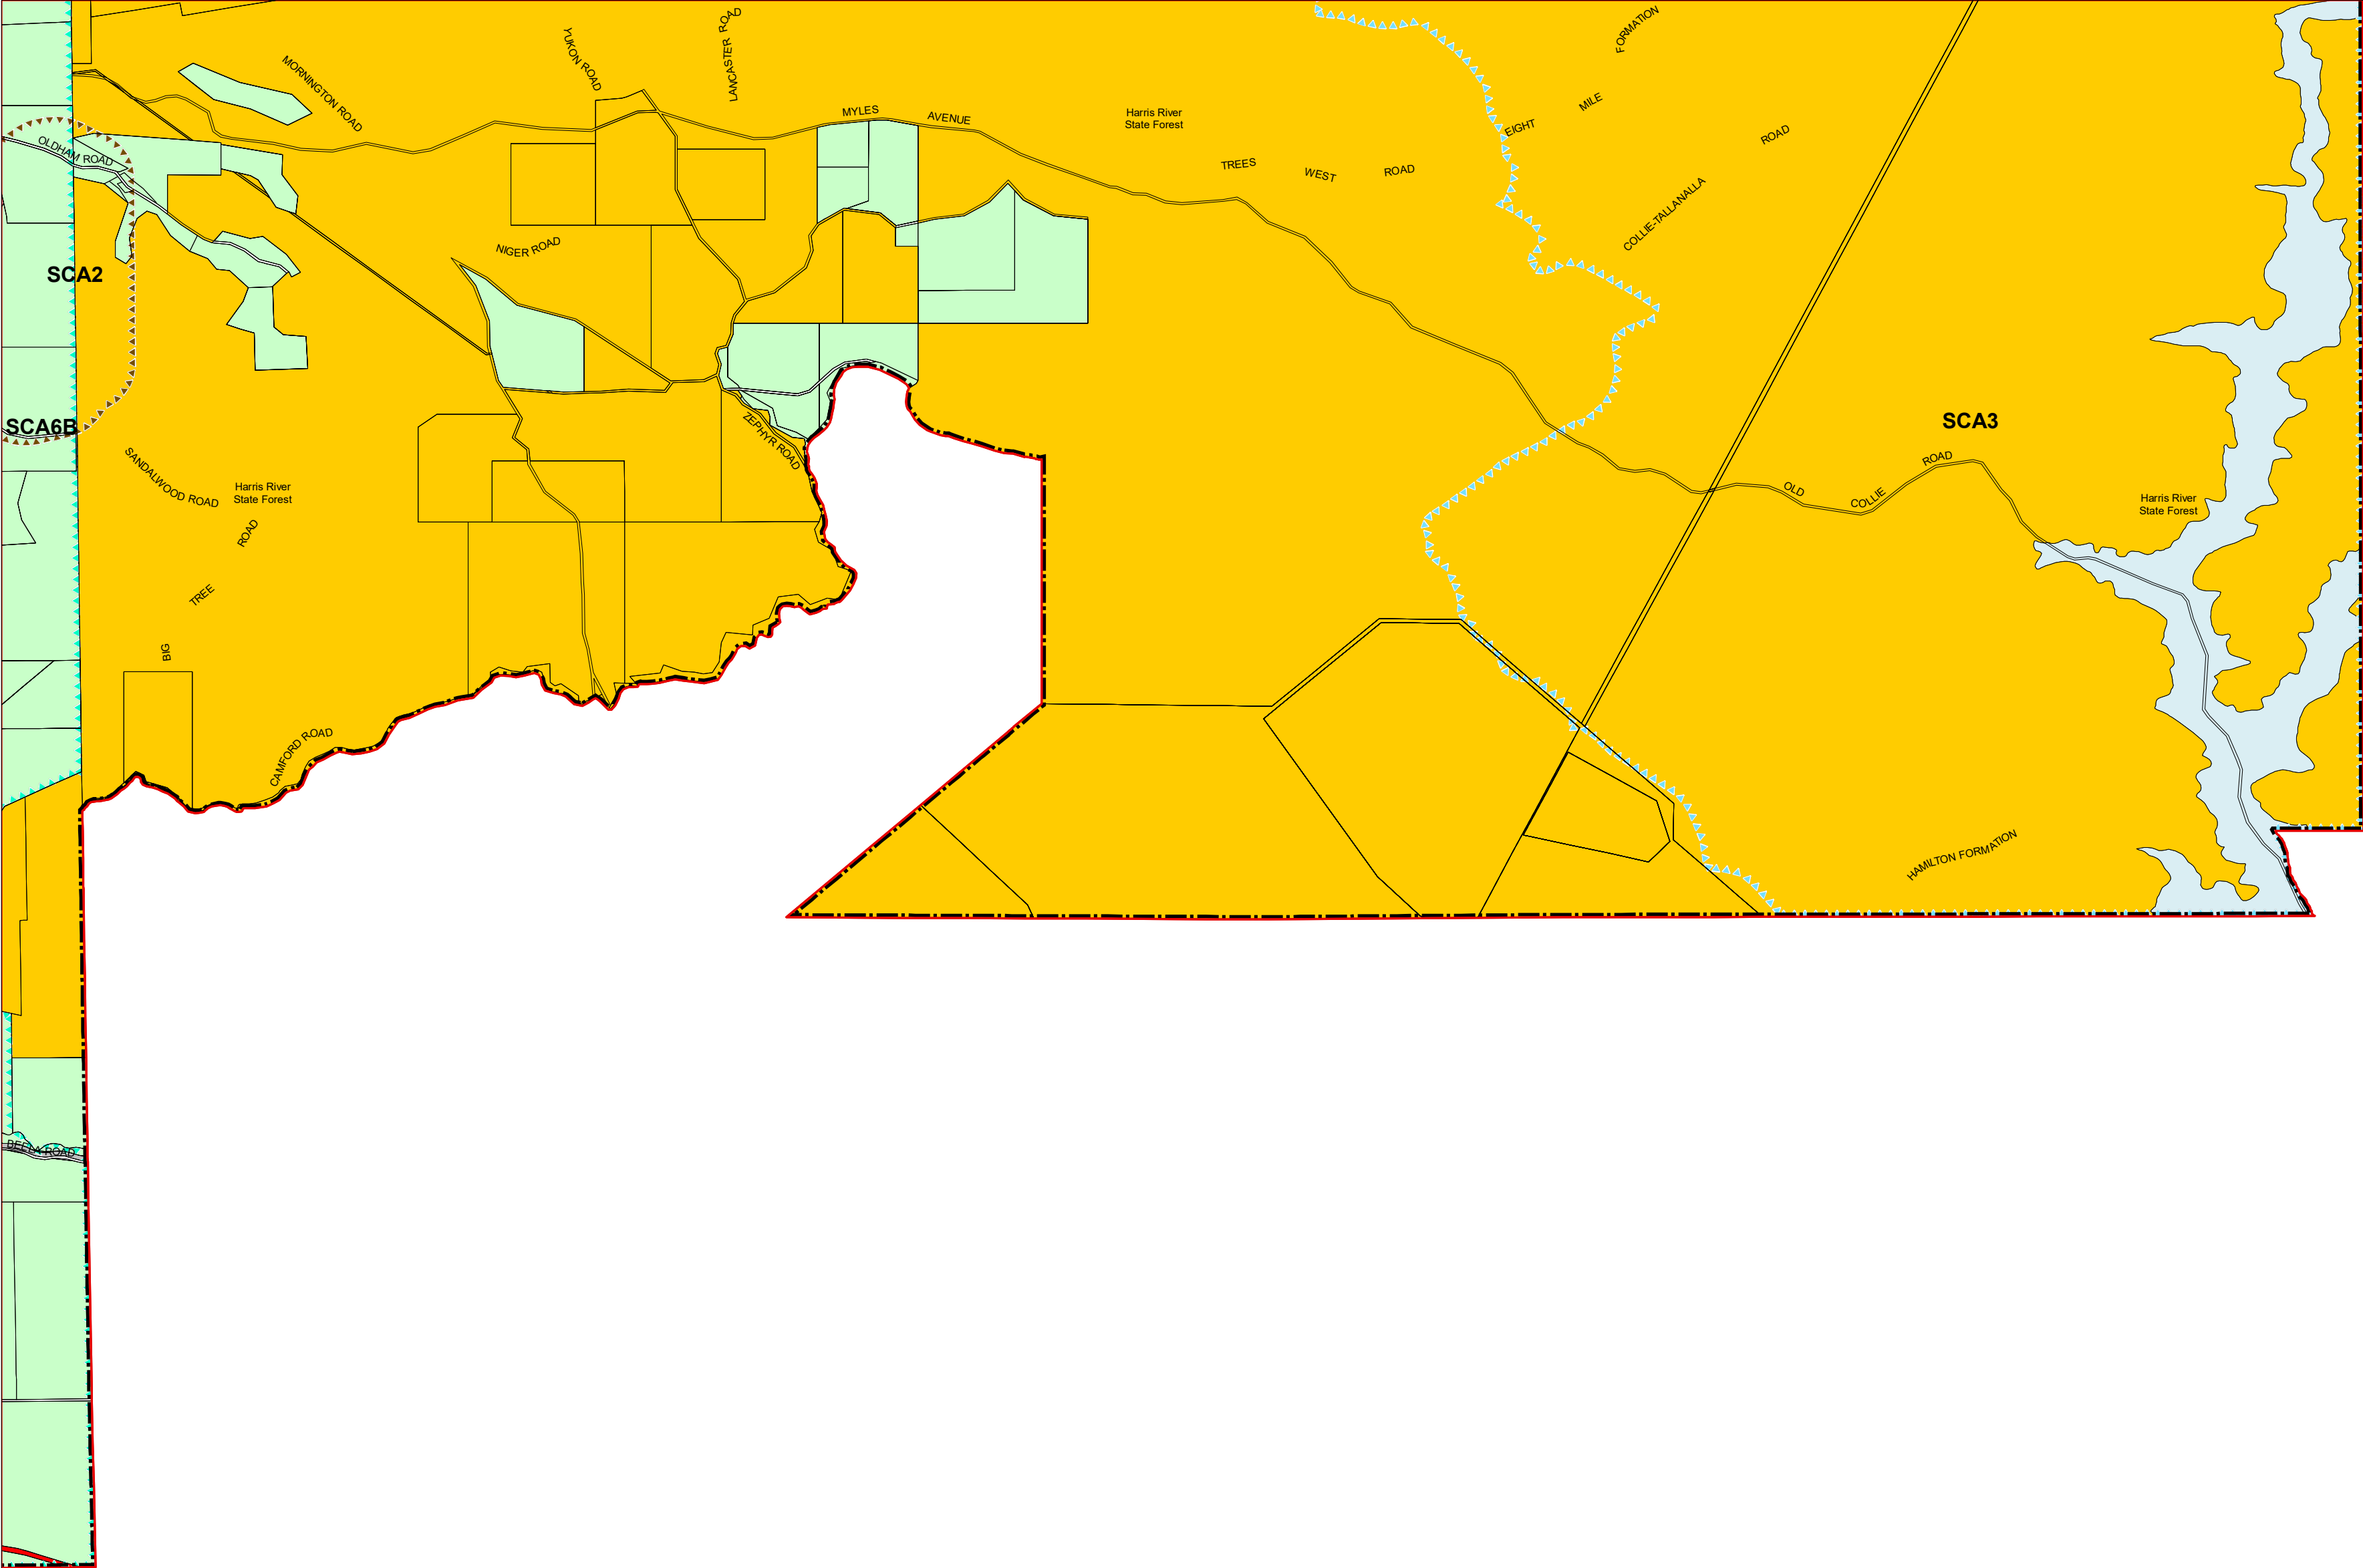 MORNINGTON ROAD
YUKON ROAD
LANCASTER ROAD
FORMATION
MYLES
AVENUE
Harris River
State Forest
EIGHT
MILE
ROAD
OLDHAM ROAD
TREES
WEST
ROAD
COLLIE-TALLANALLA
NIGER ROAD
SCA2
SCA6B
SCA3
ZEPHYR ROAD
SANDALWOOD ROAD
Harris River
State Forest
ROAD
OLD
COLLIE
ROAD
Harris River
State Forest
TREE
BIG
CAMFORD ROAD
HAMILTON FORMATION
BEELA ROAD